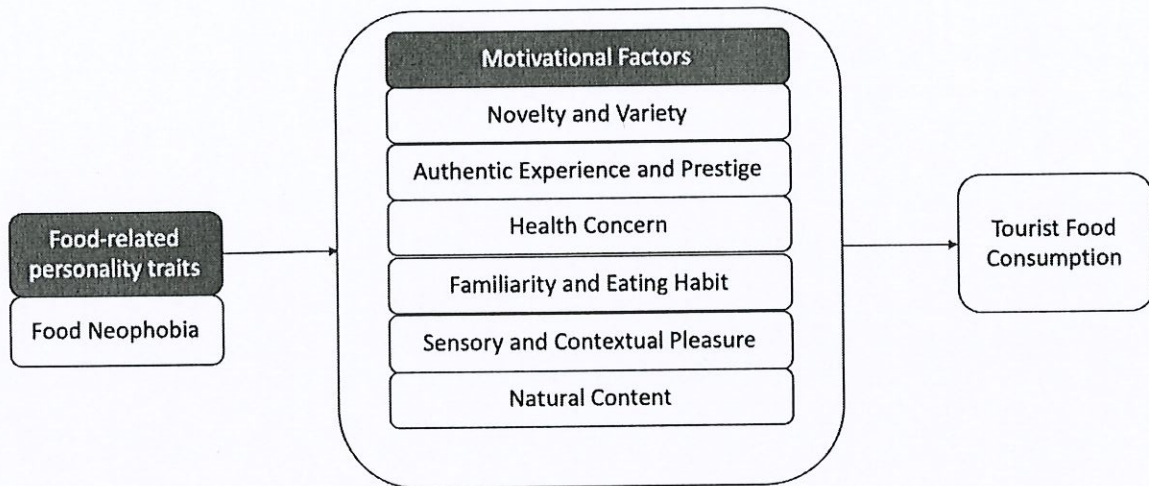 Food-related
personality traits
Food Neophobia
Motivational Factors
Novelty and Variety
Authentic Experience and Prestige
Health Concern
Familiarity and Eating Habit
Sensory and Contextual Pleasure
Natural Content
Tourist Food
Consumption